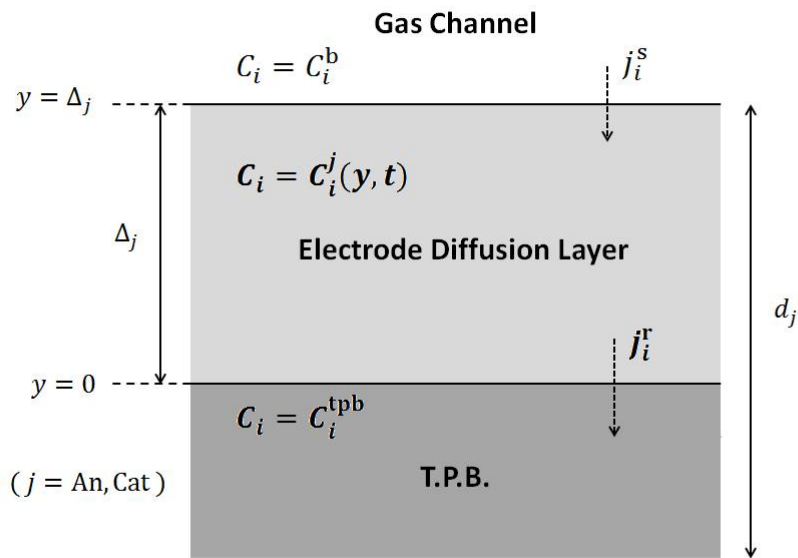 Gas Channel
C_i = C_i^b
j_i^s
y = Δ_j
C_i = C_i^j(y, t)
Δ_j
Electrode Diffusion Layer
d_j
j_i^r
y = 0
C_i = C_i^tpb
( j = An, Cat )
T.P.B.